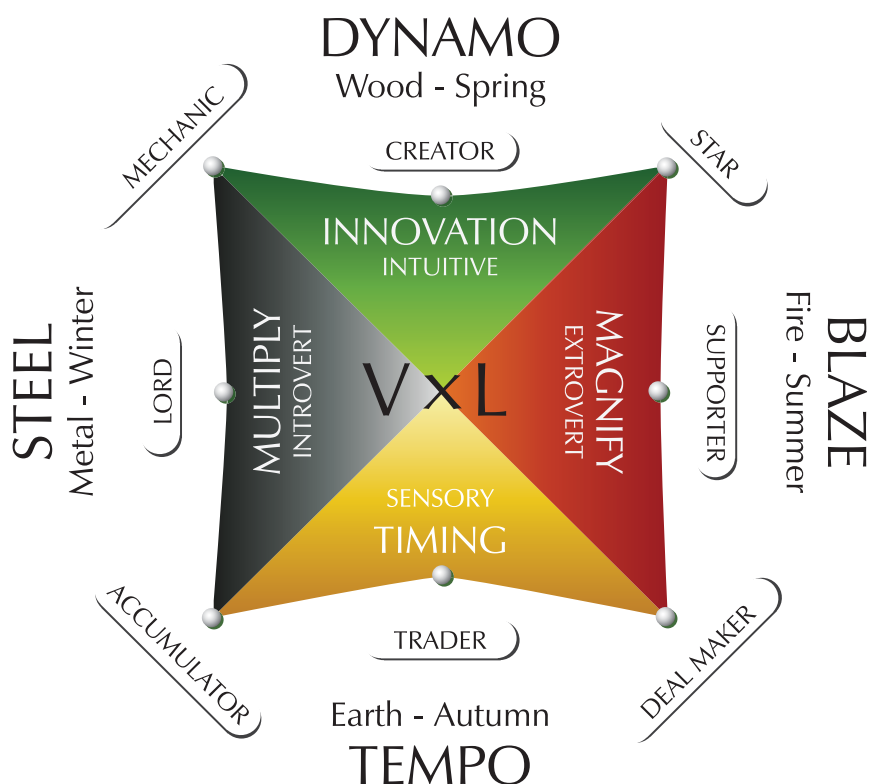 DYNAMO
Wood - Spring
MECHANIC
CREATOR
STAR
INNOVATION
INTUITIVE
STEEL
Metal - Winter
LORD
MULTIPLY
INTROVERT
V x L
MAGNIFY
EXTROVERT
SUPPORTER
Fire - Summer
BLAZE
SENSORY
TIMING
ACCUMULATOR
TRADER
DEAL MAKER
Earth - Autumn
TEMPO